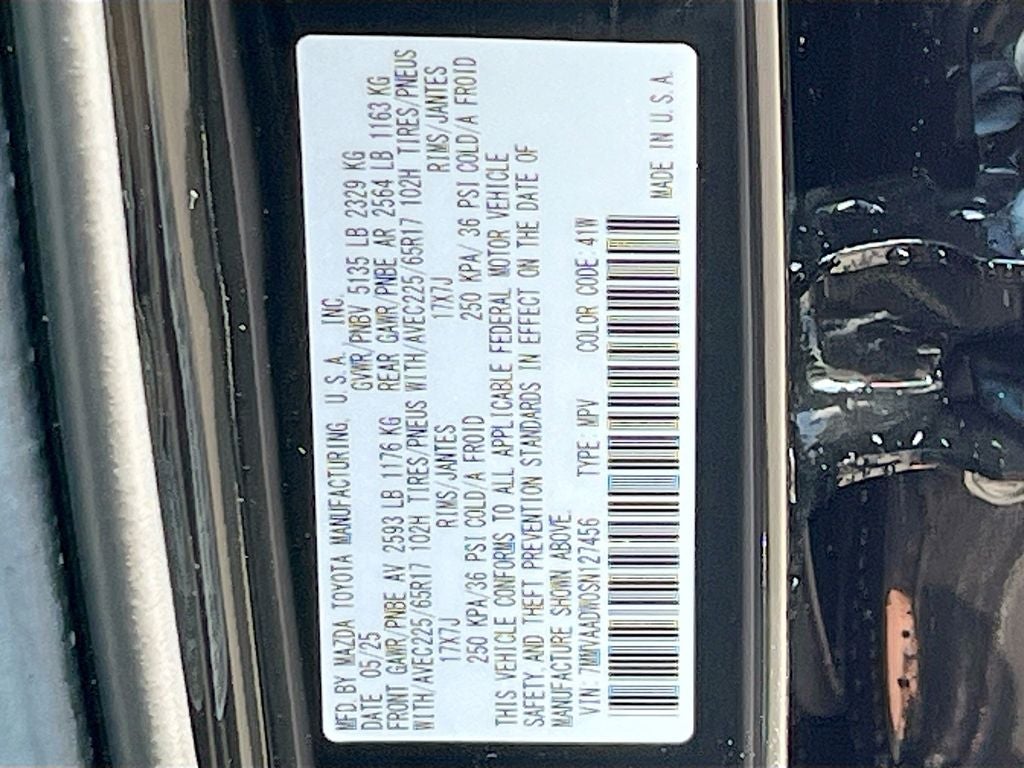 MFD.BY MAZDA TOYOTA MANUFACTURING, U. S. A. INC.
DATE 05/25 GVWR/PNBV 5135 LB 2329 KG
FRONT GAWR/PNBE AV 2593 LB 1176 KG REAR GAWR/PNBE AR 2564 LB 1163 KG
WITH/AVEC225/65R17 102H TIRES/PNEUS WITH/AVEC225/65R17 102H TIRES/PNEUS
17X7J RIMS/JANTES 17X7J RIMS/JANTES
250 KPA/36 PSI COLD/A FROID 250 KPA/ 36 PSI COLD/A FROID
THIS VEHICLE CONFORMS TO ALL APPLICABLE FEDERAL MOTOR VEHICLE
SAFETY AND THEFT PREVENTION STANDARDS IN EFFECT ON THE DATE OF
MANUFACTURE SHOWN ABOVE.
TYPE: MPV COLOR CODE: 41W
MADE IN U. S. A.